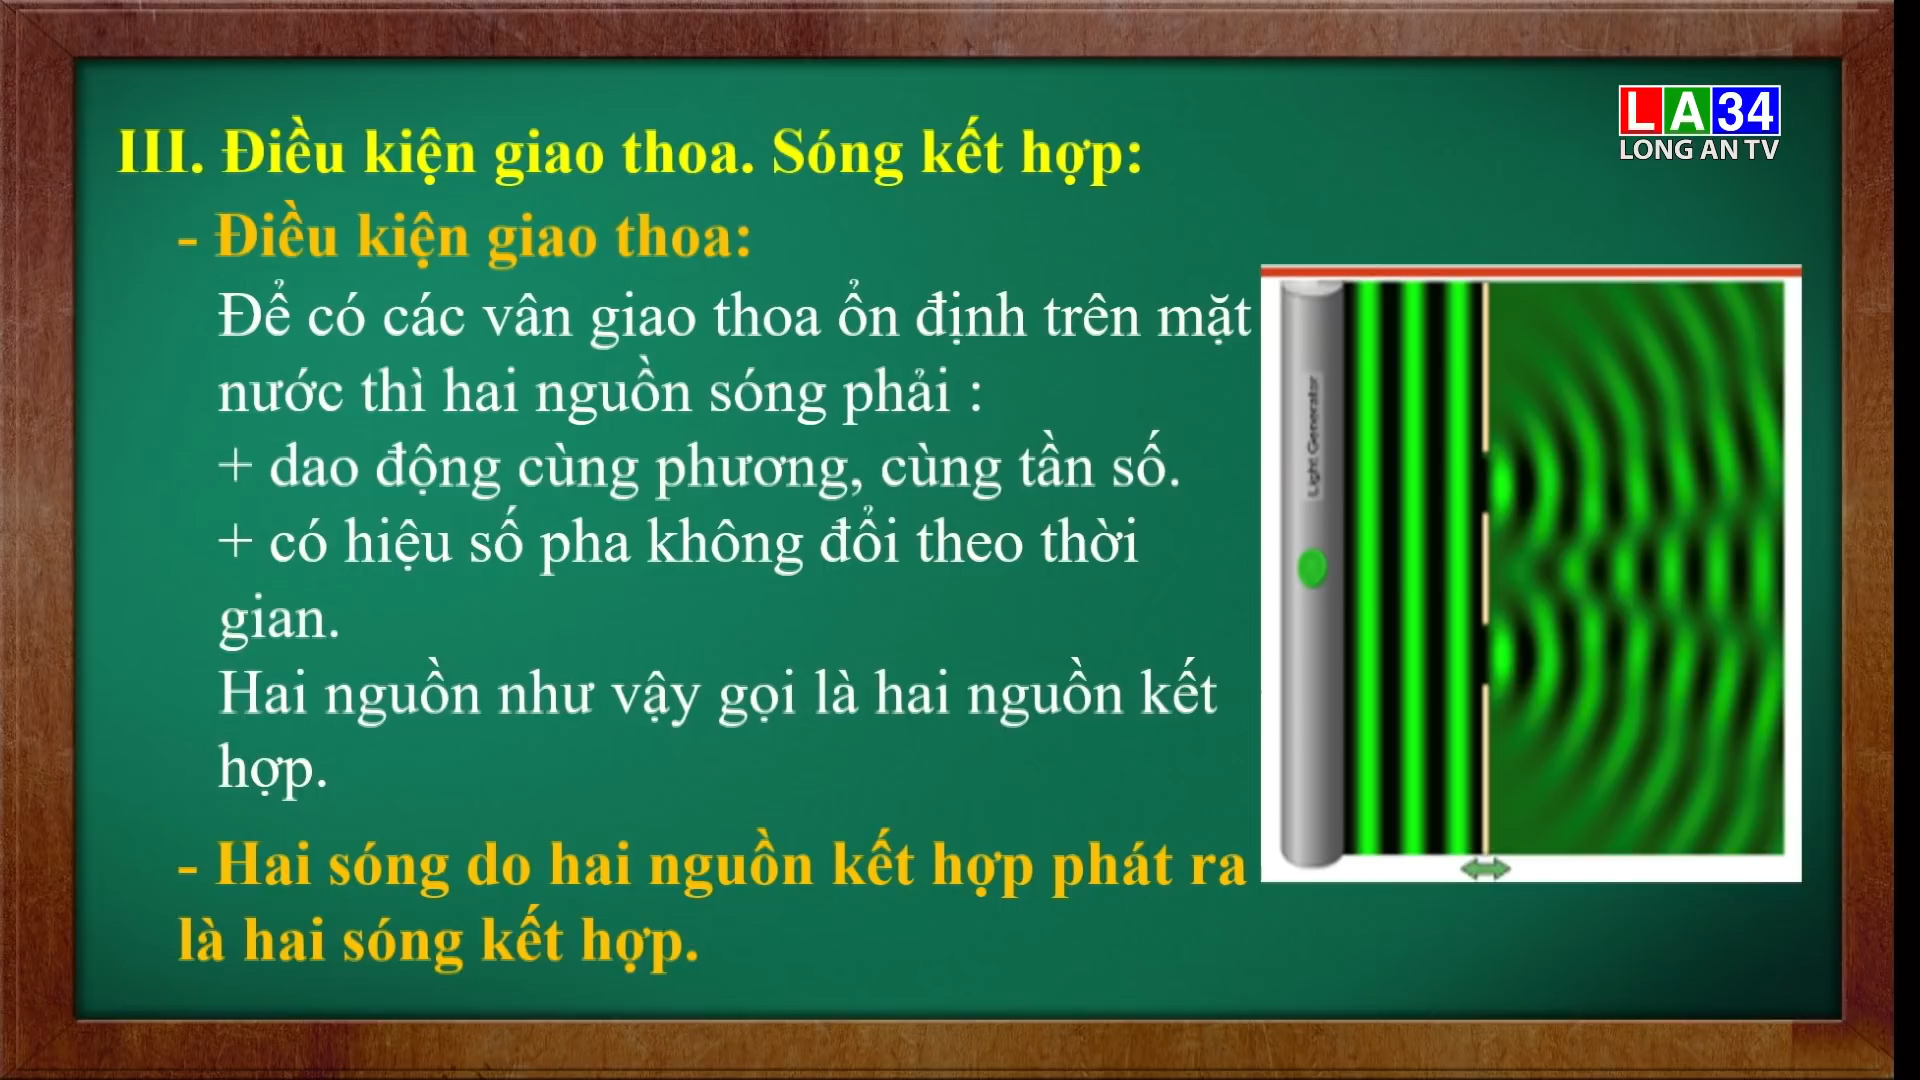 III. Điều kiện giao thoa. Sóng kết hợp:
- Điều kiện giao thoa:
Để có các vân giao thoa ổn định trên mặt
nước thì hai nguồn sóng phải :
+ dao động cùng phương, cùng tần số.
+ có hiệu số pha không đổi theo thời
gian.
Hai nguồn như vậy gọi là hai nguồn kết
hợp.
- Hai sóng do hai nguồn kết hợp phát ra
là hai sóng kết hợp.
LA34
LONG AN TV
Light Generator